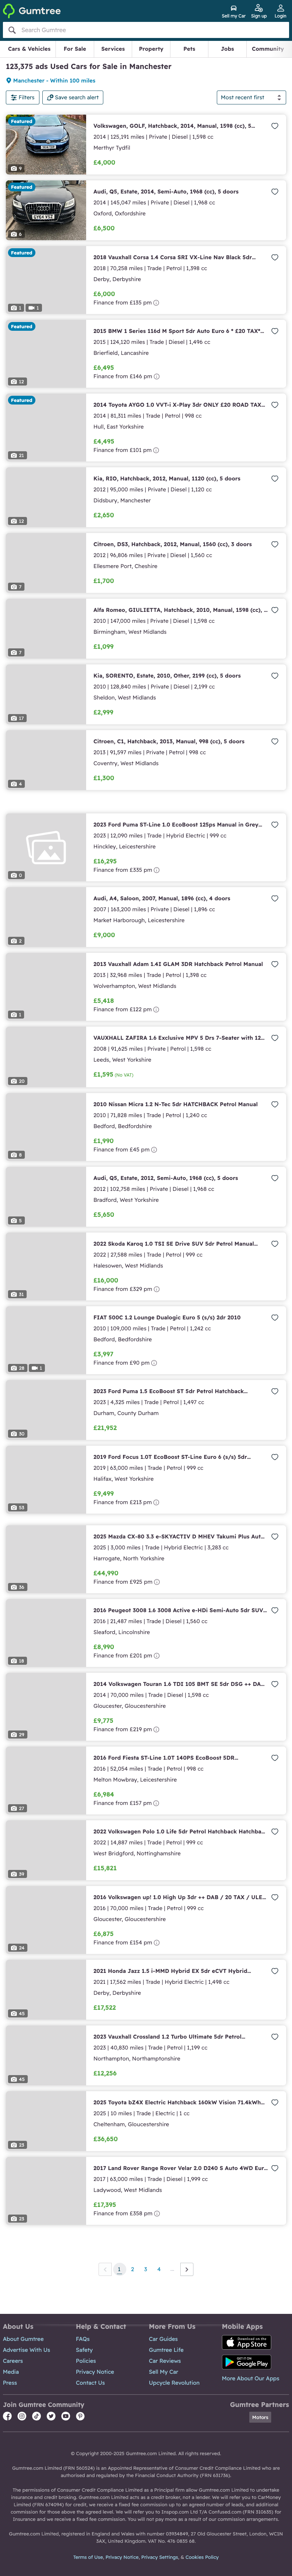 Gumtree
Sell my Car
Sign up
Login
Search Gumtree
Cars & Vehicles
For Sale
Services
Property
Pets
Jobs
Community
123,375 ads Used Cars for Sale in Manchester
Manchester - Within 100 miles
Filters
Save search alert
Most recent first
Featured
9
Volkswagen, GOLF, Hatchback, 2014, Manual, 1598 (cc), 5...
2014 | 125,191 miles | Private | Diesel | 1,598 cc
Merthyr Tydfil
£4,000
Featured
6
Audi, Q5, Estate, 2014, Semi-Auto, 1968 (cc), 5 doors
2014 | 145,047 miles | Private | Diesel | 1,968 cc
Oxford, Oxfordshire
£6,500
Featured
1
1
2018 Vauxhall Corsa 1.4 Corsa SRI VX-Line Nav Black 5dr...
2018 | 70,258 miles | Trade | Petrol | 1,398 cc
Derby, Derbyshire
£6,000
Finance from £135 pm
Featured
12
2015 BMW 1 Series 116d M Sport 5dr Auto Euro 6 * £20 TAX*...
2015 | 124,120 miles | Trade | Diesel | 1,496 cc
Brierfield, Lancashire
£6,495
Finance from £146 pm
Featured
21
2014 Toyota AYGO 1.0 VVT-i X-Play 5dr ONLY £20 ROAD TAX...
2014 | 81,311 miles | Trade | Petrol | 998 cc
Hull, East Yorkshire
£4,495
Finance from £101 pm
12
Kia, RIO, Hatchback, 2012, Manual, 1120 (cc), 5 doors
2012 | 95,000 miles | Private | Diesel | 1,120 cc
Didsbury, Manchester
£2,650
7
Citroen, DS3, Hatchback, 2012, Manual, 1560 (cc), 3 doors
2012 | 96,806 miles | Private | Diesel | 1,560 cc
Ellesmere Port, Cheshire
£1,700
7
Alfa Romeo, GIULIETTA, Hatchback, 2010, Manual, 1598 (cc), ...
2010 | 147,000 miles | Private | Diesel | 1,598 cc
Birmingham, West Midlands
£1,099
17
Kia, SORENTO, Estate, 2010, Other, 2199 (cc), 5 doors
2010 | 128,840 miles | Private | Diesel | 2,199 cc
Sheldon, West Midlands
£2,999
4
Citroen, C1, Hatchback, 2013, Manual, 998 (cc), 5 doors
2013 | 91,597 miles | Private | Petrol | 998 cc
Coventry, West Midlands
£1,300
0
2023 Ford Puma ST-Line 1.0 EcoBoost 125ps Manual in Grey...
2023 | 12,090 miles | Trade | Hybrid Electric | 999 cc
Hinckley, Leicestershire
£16,295
Finance from £335 pm
2
Audi, A4, Saloon, 2007, Manual, 1896 (cc), 4 doors
2007 | 163,200 miles | Private | Diesel | 1,896 cc
Market Harborough, Leicestershire
£9,000
1
2013 Vauxhall Adam 1.4I GLAM 3DR Hatchback Petrol Manual
2013 | 32,968 miles | Trade | Petrol | 1,398 cc
Wolverhampton, West Midlands
£5,418
Finance from £122 pm
20
VAUXHALL ZAFIRA 1.6 Exclusive MPV 5 Drs 7-Seater with 12...
2008 | 91,625 miles | Private | Petrol | 1,598 cc
Leeds, West Yorkshire
£1,595 (No VAT)
8
2010 Nissan Micra 1.2 N-Tec 5dr HATCHBACK Petrol Manual
2010 | 71,828 miles | Trade | Petrol | 1,240 cc
Bedford, Bedfordshire
£1,990
Finance from £45 pm
5
Audi, Q5, Estate, 2012, Semi-Auto, 1968 (cc), 5 doors
2012 | 102,758 miles | Private | Diesel | 1,968 cc
Bradford, West Yorkshire
£5,650
31
2022 Skoda Karoq 1.0 TSI SE Drive SUV 5dr Petrol Manual...
2022 | 27,588 miles | Trade | Petrol | 999 cc
Halesowen, West Midlands
£16,000
Finance from £329 pm
28
1
FIAT 500C 1.2 Lounge Dualogic Euro 5 (s/s) 2dr 2010
2010 | 109,000 miles | Trade | Petrol | 1,242 cc
Bedford, Bedfordshire
£3,997
Finance from £90 pm
50
2023 Ford Puma 1.5 EcoBoost ST 5dr Petrol Hatchback...
2023 | 4,325 miles | Trade | Petrol | 1,497 cc
Durham, County Durham
£21,952
53
2019 Ford Focus 1.0T EcoBoost ST-Line Euro 6 (s/s) 5dr...
2019 | 63,000 miles | Trade | Petrol | 999 cc
Halifax, West Yorkshire
£9,499
Finance from £213 pm
36
2025 Mazda CX-80 3.3 e-SKYACTIV D MHEV Takumi Plus Aut...
2025 | 3,000 miles | Trade | Hybrid Electric | 3,283 cc
Harrogate, North Yorkshire
£44,990
Finance from £925 pm
18
2016 Peugeot 3008 1.6 3008 Active e-HDi Semi-Auto 5dr SUV...
2016 | 21,487 miles | Trade | Diesel | 1,560 cc
Sleaford, Lincolnshire
£8,990
Finance from £201 pm
29
2014 Volkswagen Touran 1.6 TDI 105 BMT SE 5dr DSG ++ DA...
2014 | 70,000 miles | Trade | Diesel | 1,598 cc
Gloucester, Gloucestershire
£9,775
Finance from £219 pm
27
2016 Ford Fiesta ST-Line 1.0T 140PS EcoBoost 5DR...
2016 | 52,054 miles | Trade | Petrol | 998 cc
Melton Mowbray, Leicestershire
£6,984
Finance from £157 pm
59
2022 Volkswagen Polo 1.0 Life 5dr Petrol Hatchback Hatchba...
2022 | 14,887 miles | Trade | Petrol | 999 cc
West Bridgford, Nottinghamshire
£15,821
24
2016 Volkswagen up! 1.0 High Up 3dr ++ DAB / 20 TAX / ULE...
2016 | 70,000 miles | Trade | Petrol | 999 cc
Gloucester, Gloucestershire
£6,875
Finance from £154 pm
45
2021 Honda Jazz 1.5 i-MMD Hybrid EX 5dr eCVT Hybrid...
2021 | 17,562 miles | Trade | Hybrid Electric | 1,498 cc
Derby, Derbyshire
£17,522
45
2023 Vauxhall Crossland 1.2 Turbo Ultimate 5dr Petrol...
2023 | 40,830 miles | Trade | Petrol | 1,199 cc
Northampton, Northamptonshire
£12,256
23
2025 Toyota bZ4X Electric Hatchback 160kW Vision 71.4kWh...
2025 | 10 miles | Trade | Electric | 1 cc
Cheltenham, Gloucestershire
£36,650
23
2017 Land Rover Range Rover Velar 2.0 D240 S Auto 4WD Eur...
2017 | 63,000 miles | Trade | Diesel | 1,999 cc
Ladywood, West Midlands
£17,395
Finance from £358 pm
1 2 3 4 ...
About Us
About Gumtree
Advertise With Us
Careers
Media
Press
Help & Contact
FAQs
Safety
Policies
Privacy Notice
Contact Us
More From Us
Car Guides
Gumtree Life
Car Reviews
Sell My Car
Upcycle Revolution
Mobile Apps
Download on the App Store
GET IT ON Google Play
More About Our Apps
Join Gumtree Community
Gumtree Partners
Motors
© Copyright 2000-2025 Gumtree.com Limited. All rights reserved.
Gumtree.com Limited (FRN 560524) is an Appointed Representative of Consumer Credit Compliance Limited who are
authorised and regulated by the Financial Conduct Authority (FRN 631736).
The permissions of Consumer Credit Compliance Limited as a Principal firm allow Gumtree.com Limited to undertake
insurance and credit broking. Gumtree.com Limited acts as a credit broker, not a lender. We will refer you to CarMoney
Limited (FRN 674094) for credit, we receive a fixed fee commission up to an agreed number of leads, and additional
commissions for those above the agreed level. We will refer you to Inspop.com Ltd T/A Confused.com (FRN 310635) for
Insurance and we receive a fixed fee commission. You will not pay more as a result of our commission arrangements.
Gumtree.com Limited, registered in England and Wales with number 03934849, 27 Old Gloucester Street, London, WC1N
3AX, United Kingdom, VAT No. 476 0835 68.
Terms of Use, Privacy Notice, Privacy Settings, & Cookies Policy